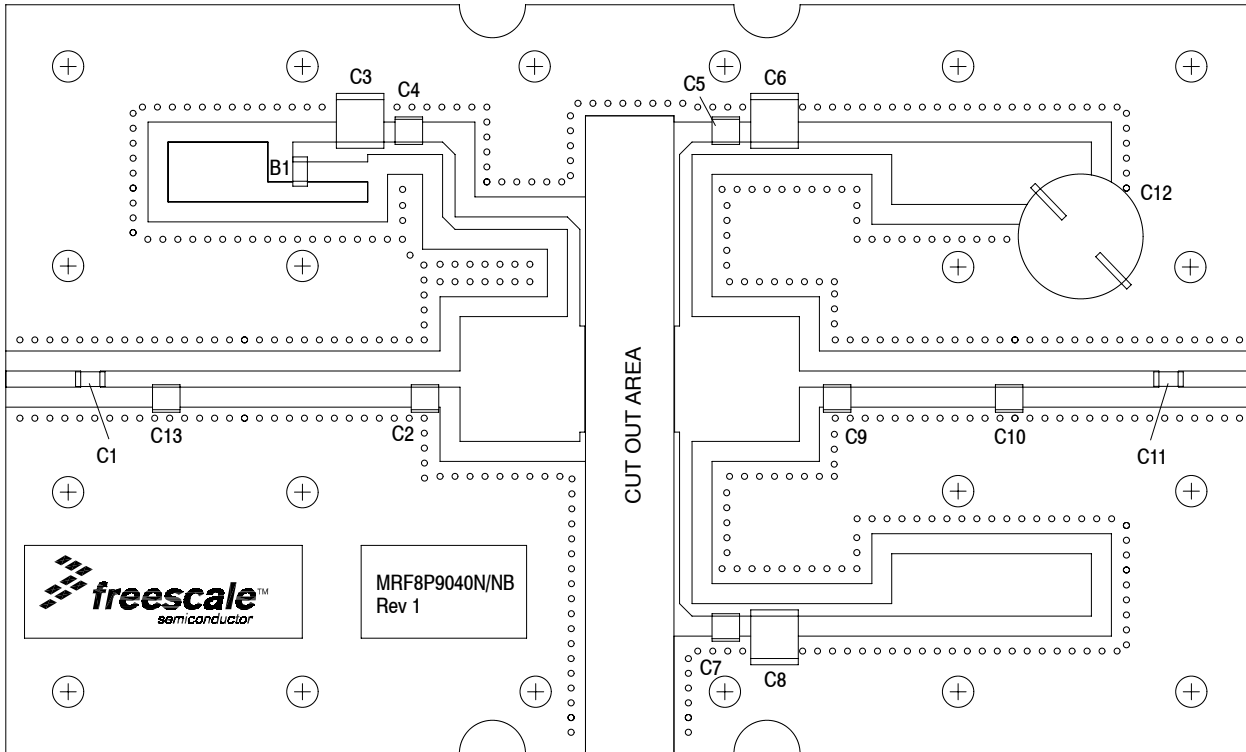 C3
C4
C5
C6
B1
C12
CUT OUT AREA
C13
C1
C2
C9
C10
C11
freescale™
semiconductor
MRF8P9040N/NB
Rev 1
C7
C8